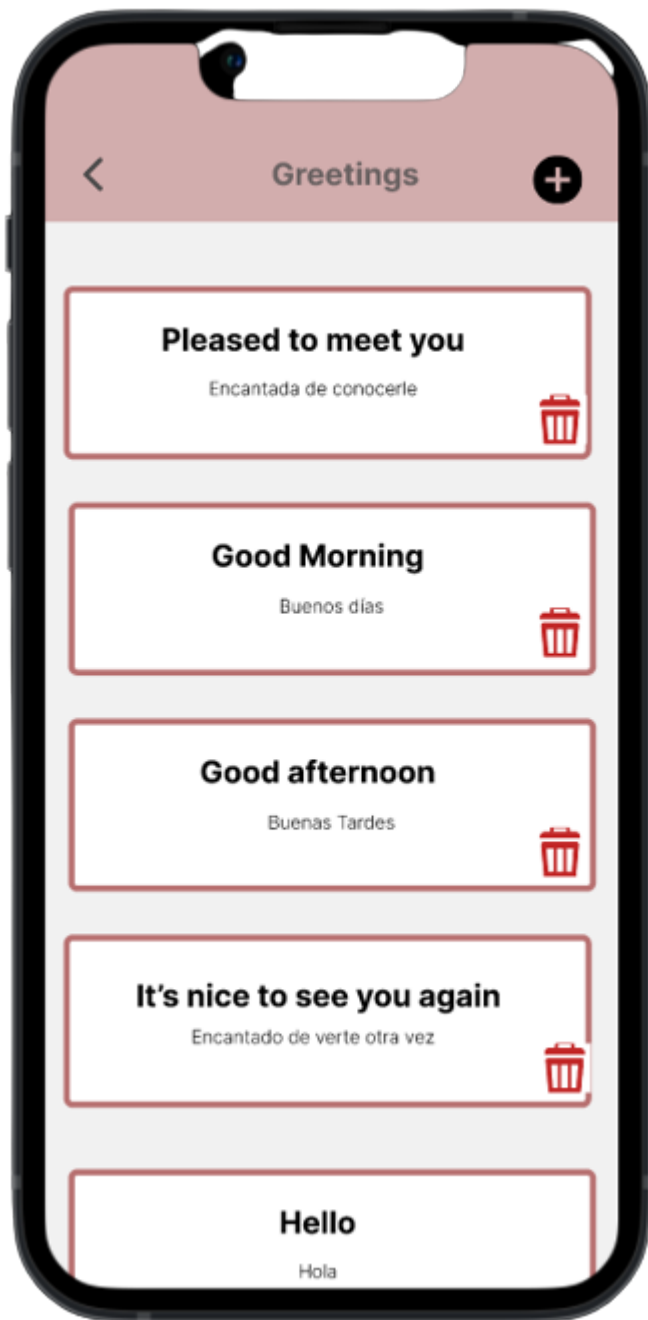 Greetings
Pleased to meet you
Encantada de conocerle
Good Morning
Buenos días
Good afternoon
Buenas Tardes
It’s nice to see you again
Encantado de verte otra vez
Hello
Hola